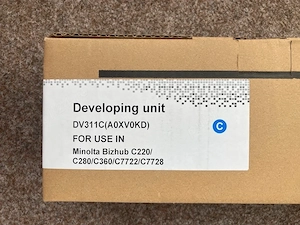 Developing unit
DV311C(A0XV0KD)
FOR USE IN
Minolta Bizhub C220/
C280/C360/C7722/C7728
C